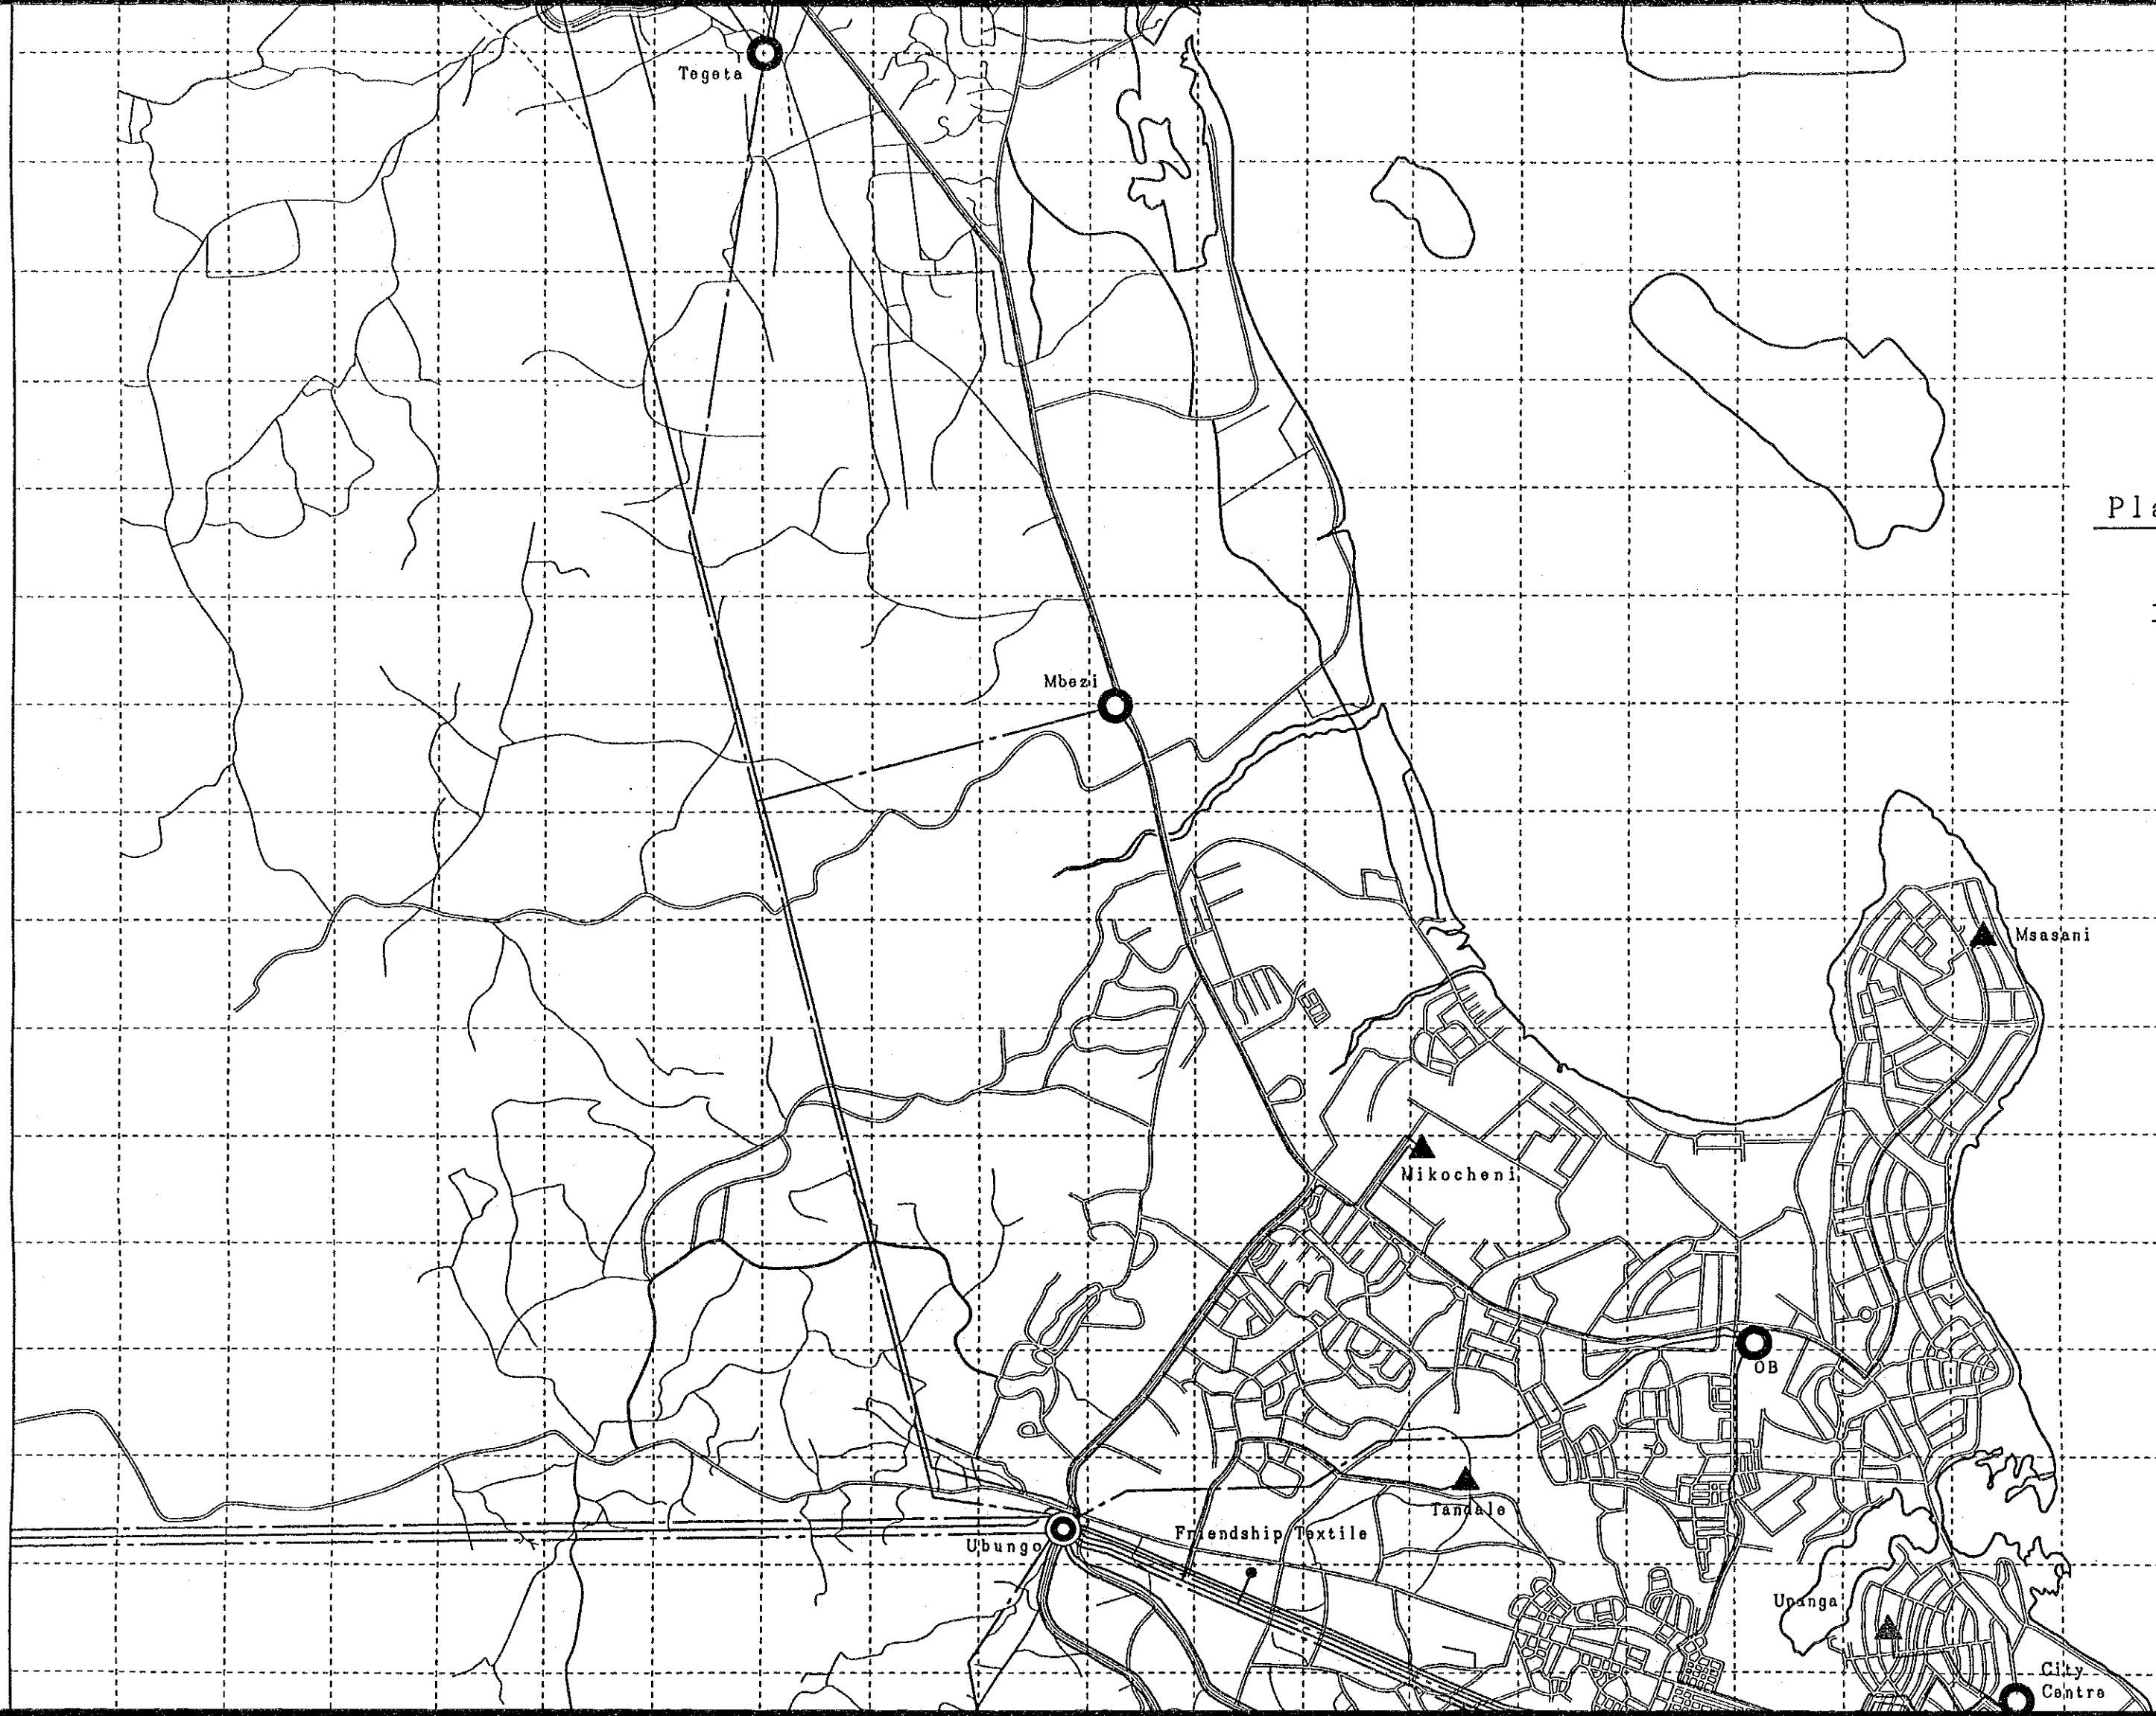 Tegeta
Pla
Mbezi
Msasani
Mikocheni
OB
Tandale
Friendship Textile
Ubungo
Upanga
City
Centre